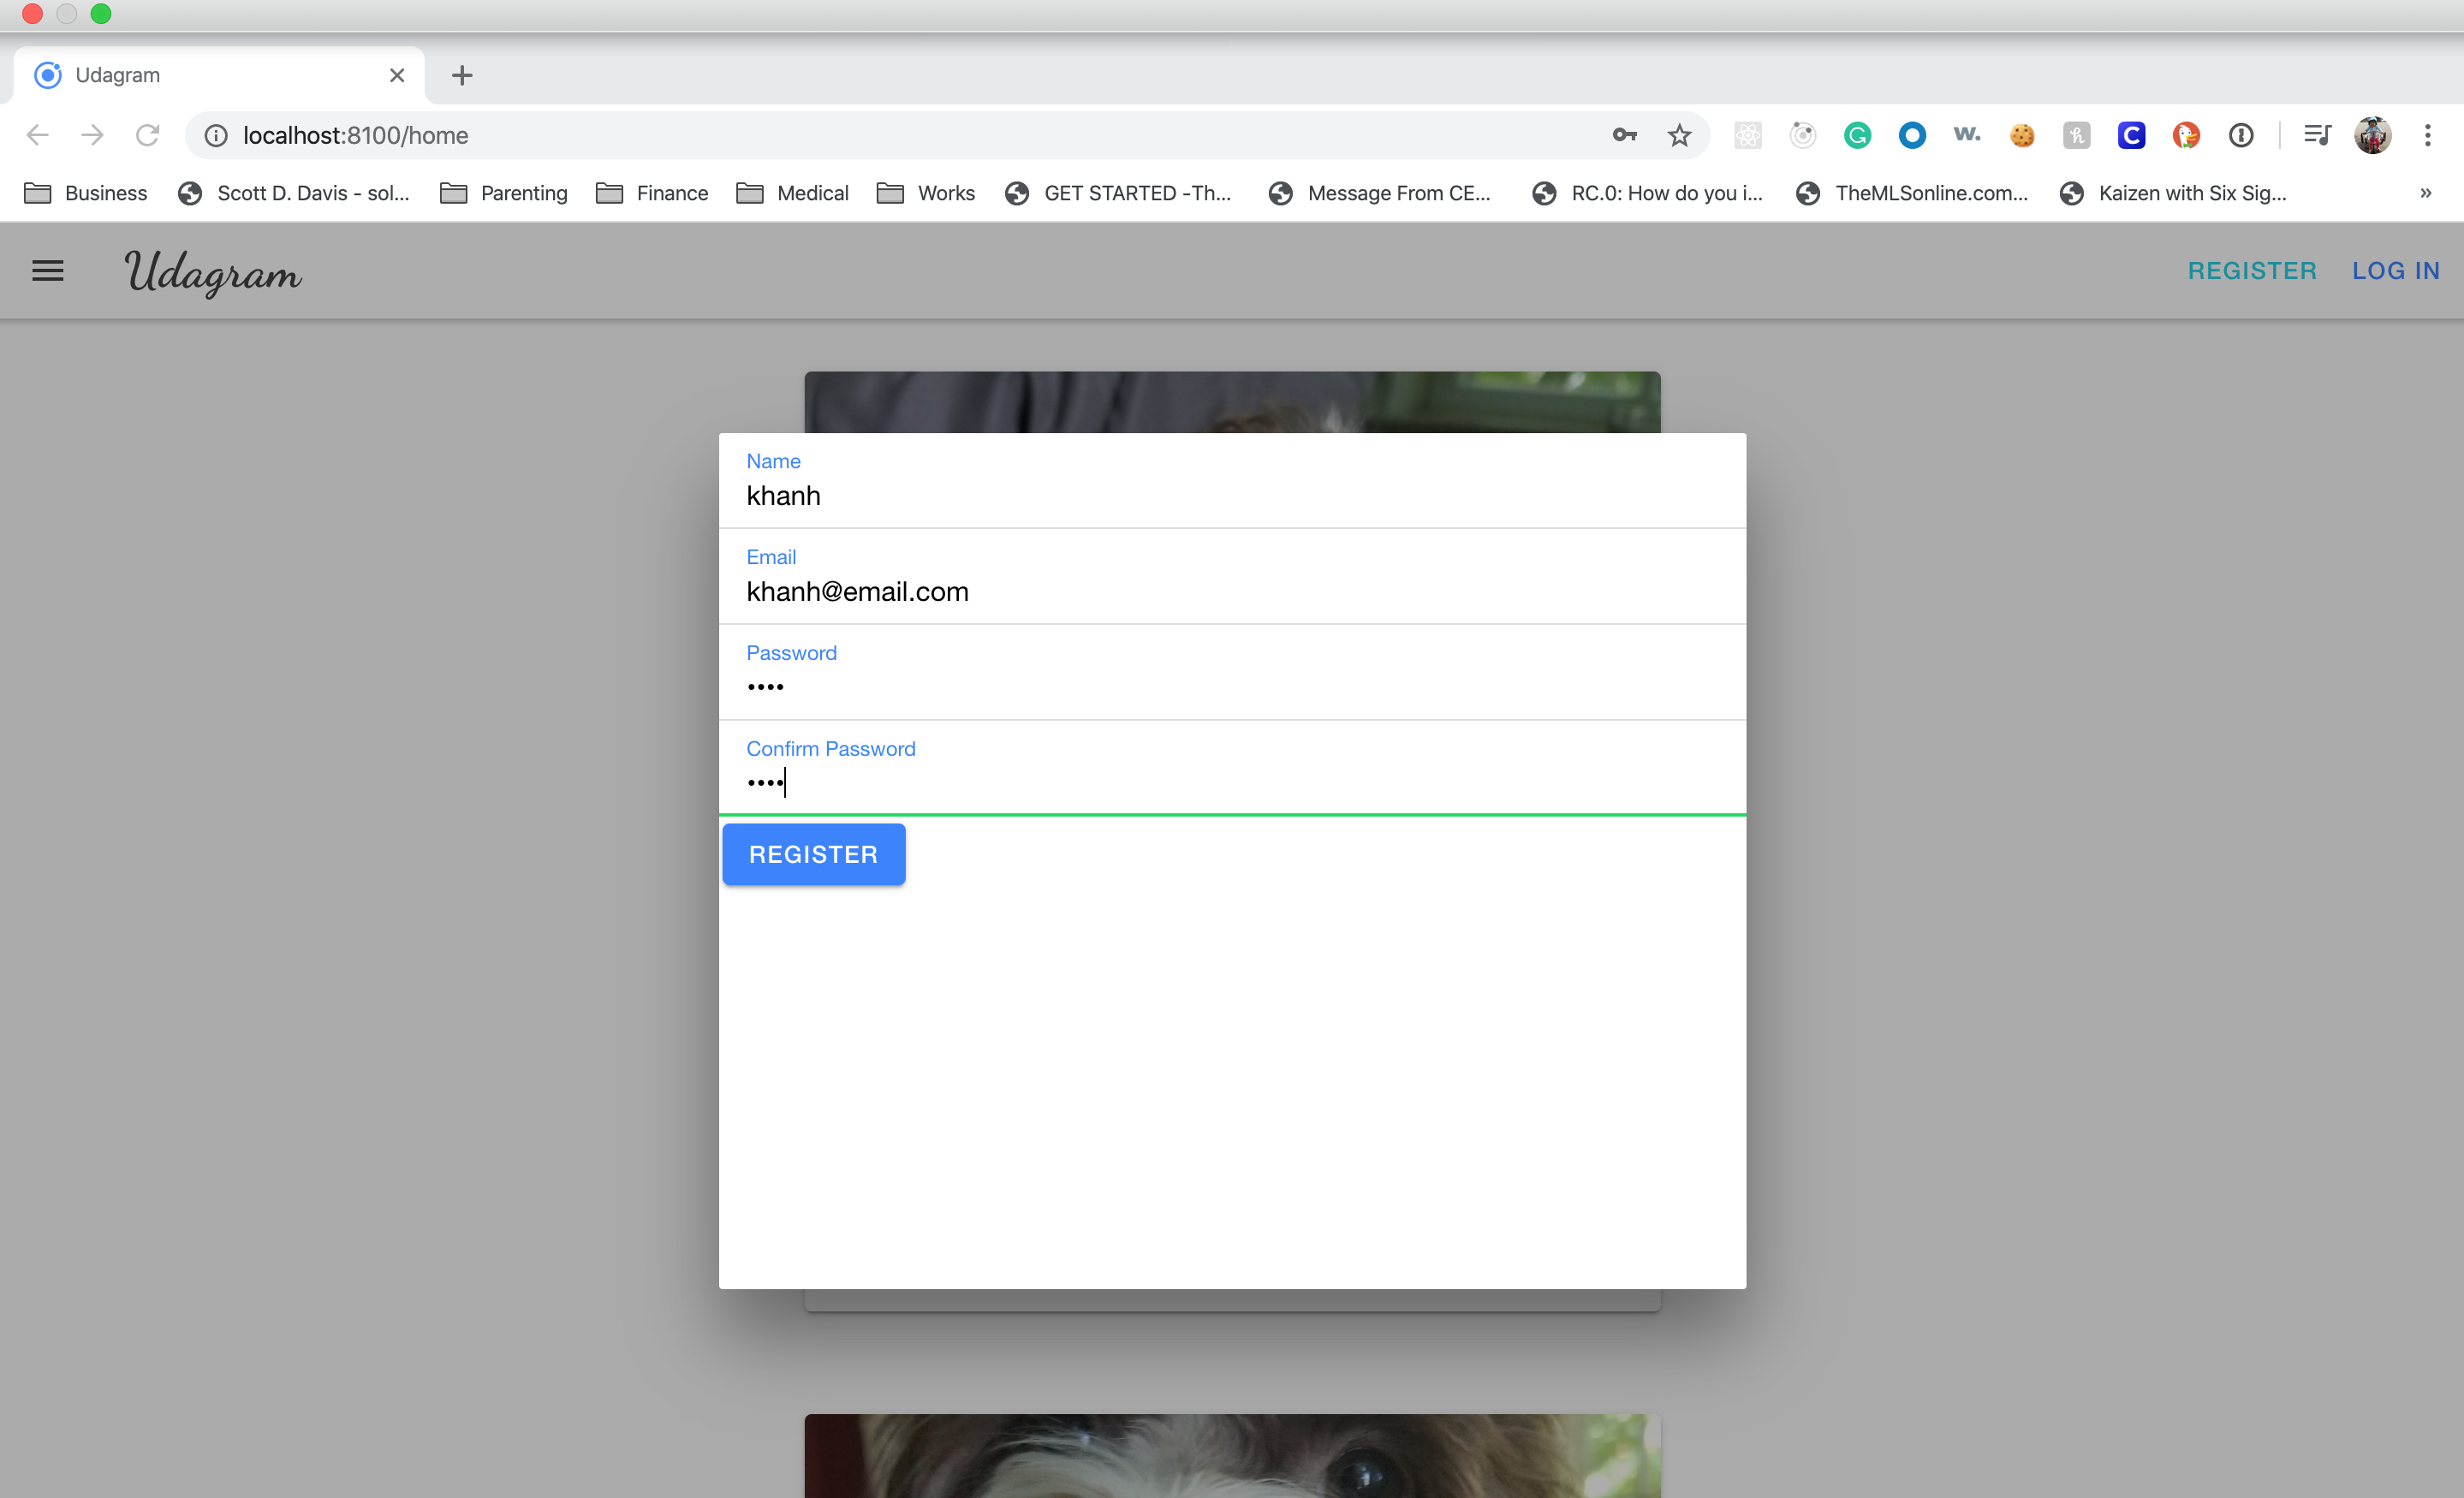 Udagram
localhost:8100/home
Business Scott D. Davis - sol... Parenting Finance Medical Works GET STARTED -Th... Message From CE... RC.0: How do you i... TheMLSonline.com... Kaizen with Six Sig... »
Udagram REGISTER LOG IN
Name
khanh
Email
khanh@email.com
Password
••••
Confirm Password
••••
REGISTER